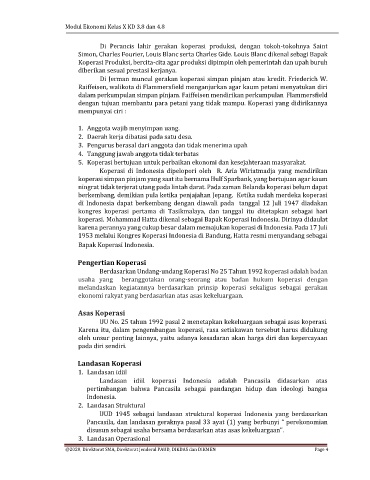 Modul Ekonomi Kelas X KD 3.8 dan 4.8
Di Perancis lahir gerakan koperasi produksi, dengan tokoh-tokohnya Saint
Simon, Charles Fourier, Louis Blanc serta Charles Gide. Louis Blanc dikenal sebagi Bapak
Koperasi Produksi, bercita-cita agar produksi dipimpin oleh pemerintah dan upah buruh
diberikan sesuai prestasi kerjanya.
Di Jerman muncul gerakan koperasi simpan pinjam atau kredit. Friederich W.
Raiffeisen, walikota di Flammersfield menganjurkan agar kaum petani menyatukan diri
dalam perkumpulan simpan pinjam. Faiffeisen mendirikan perkumpulan Flammersfield
dengan tujuan membantu para petani yang tidak mampu. Koperasi yang didirikannya
mempunyai ciri :
1. Anggota wajib menyimpan uang.
2. Daerah kerja dibatasi pada satu desa.
3. Pengurus berasal dari anggota dan tidak menerima upah
4. Tanggung jawab anggota tidak terbatas
5. Koperasi bertujuan untuk perbaikan ekonomi dan kesejahteraan masyarakat
Koperasi di Indonesia dipelopori oleh R. Aria Wiriatmadja yang mendirikan
koperasi simpan pinjam yang saat itu bernama Hulf Sparbank, yang bertujuan agar kaum
ningrat tidak terjerat utang pada lintah darat. Pada zaman Belanda koperasi belum dapat
berkembang, demikian pula ketika penjajahan Jepang. Ketika sudah merdeka koperasi
di Indonesia dapat berkembang dengan diawali pada tanggal 12 Juli 1947 diadakan
kongres koperasi pertama di Tasikmalaya, dan tanggal itu ditetapkan sebagai hari
koperasi. Mohammad Hatta dikenal sebagai Bapak Koperasi Indonesia. Dirinya didaulat
karena perannya yang cukup besar dalam memajukan koperasi di Indonesia. Pada 17 Juli
1953 melalui Kongres Koperasi Indonesia di Bandung, Hatta resmi menyandang sebagai
Bapak Koperasi Indonesia.
Pengertian Koperasi
Berdasarkan Undang-undang Koperasi No 25 Tahun 1992 koperasi adalah badan
usaha yang beranggotakan orang-seorang atau badan hukum koperasi dengan
melandaskan kegiatannya berdasarkan prinsip koperasi sekaligus sebagai gerakan
ekonomi rakyat yang berdasarkan atas asas kekeluargaan.
Asas Koperasi
UU No. 25 tahun 1992 pasal 2 menetapkan kekeluargaan sebagai asas koperasi.
Karena itu, dalam pengembangan koperasi, rasa setiakawan tersebut harus didukung
oleh unsur penting lainnya, yaitu adanya kesadaran akan harga diri dan kepercayaan
pada diri sendiri.
Landasan Koperasi
1. Landasan idiil
Landasan idiil koperasi Indonesia adalah Pancasila didasarkan atas
pertimbangan bahwa Pancasila sebagai pandangan hidup dan ideologi bangsa
Indonesia.
2. Landasan Struktural
UUD 1945 sebagai landasan struktural koperasi Indonesia yang berdasarkan
Pancasila, dan landasan geraknya pasal 33 ayat (1) yang berbunyi " perekonomian
disusun sebagai usaha bersama berdasarkan atas asas kekeluargaan".
3. Landasan Operasional
@2020, Direktorat SMA, Direktorat Jenderal PAUD, DIKDAS dan DIKMEN Page 4